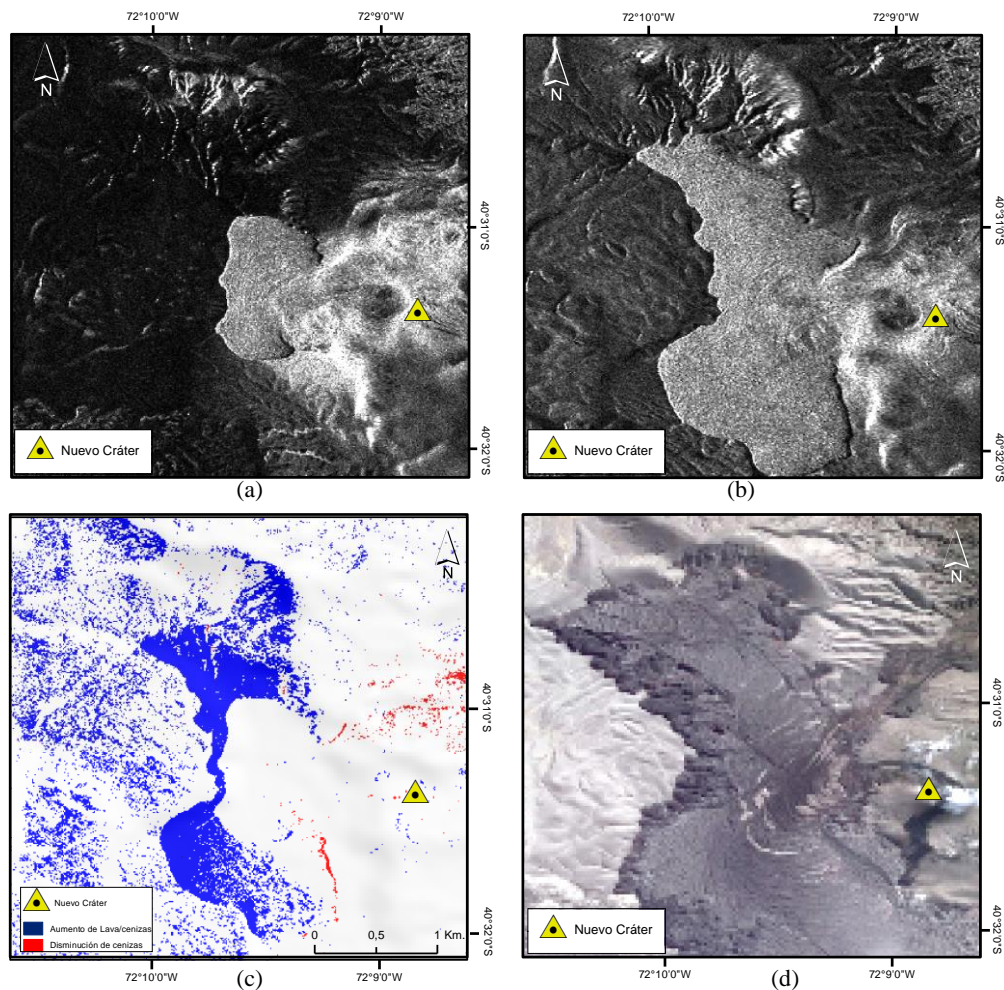 72°10'0"W 72°9'0"W
N
40°31'0"S
Nuevo Cráter
40°32'0"S
(a)
72°10'0"W 72°9'0"W
N
40°31'0"S
Nuevo Cráter
40°32'0"S
(b)
N
40°31'0"S
Nuevo Cráter
Aumento de Lava/cenizas
Disminución de cenizas
0 0,5 1 Km.
40°32'0"S
72°10'0"W 72°9'0"W
(c)
N
40°31'0"S
Nuevo Cráter
40°32'0"S
72°10'0"W 72°9'0"W
(d)